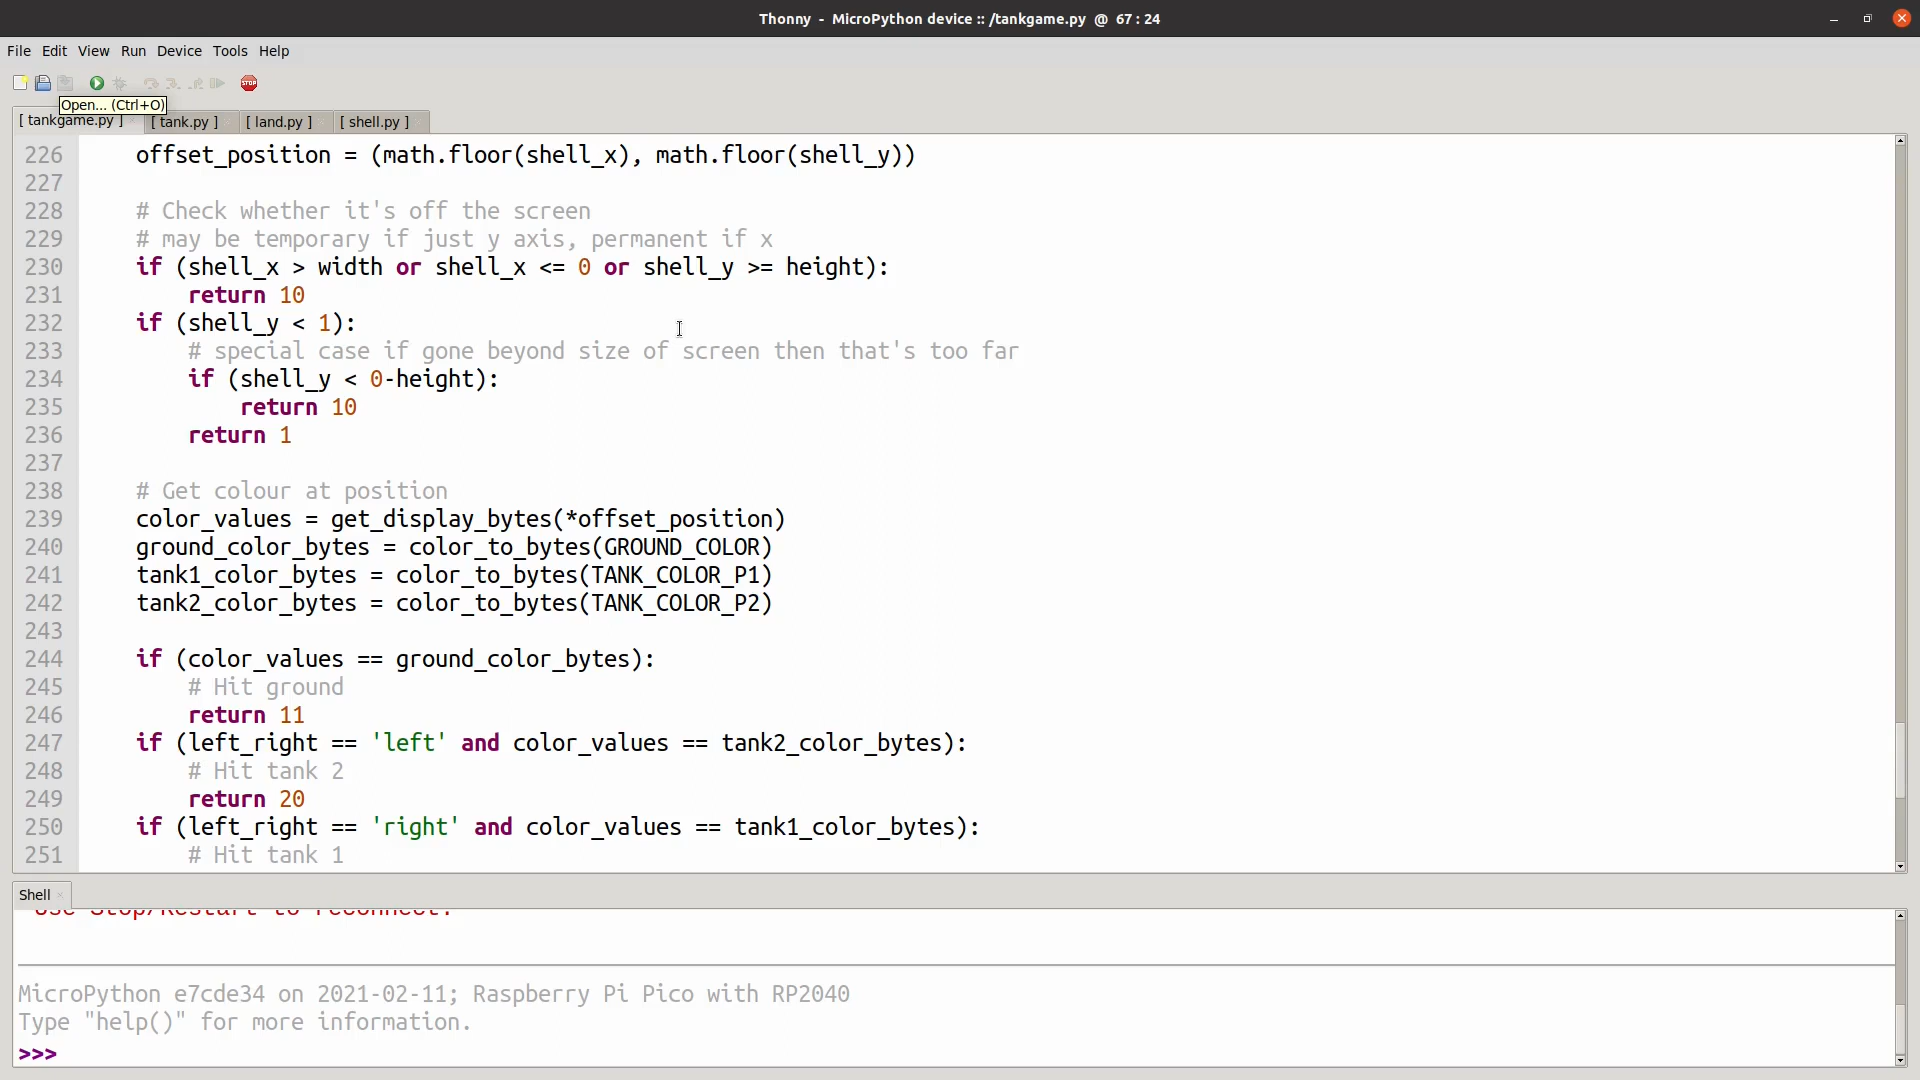 Thonny - MicroPython device :: /tankgame.py @ 67 : 24
File Edit View Run Device Tools Help
STOP
Open... (Ctrl+O)
[ tankgame.py ] [ tank.py ] [ land.py ] [ shell.py ]
226 offset_position = (math.floor(shell_x), math.floor(shell_y))
227
228 # Check whether it's off the screen
229 # may be temporary if just y axis, permanent if x
230 if (shell_x > width or shell_x <= 0 or shell_y >= height):
231 return 10
232 if (shell_y < 1):
233 # special case if gone beyond size of screen then that's too far
234 if (shell_y < 0-height):
235 return 10
236 return 1
237
238 # Get colour at position
239 color_values = get_display_bytes(*offset_position)
240 ground_color_bytes = color_to_bytes(GROUND_COLOR)
241 tank1_color_bytes = color_to_bytes(TANK_COLOR_P1)
242 tank2_color_bytes = color_to_bytes(TANK_COLOR_P2)
243
244 if (color_values == ground_color_bytes):
245 # Hit ground
246 return 11
247 if (left_right == 'left' and color_values == tank2_color_bytes):
248 # Hit tank 2
249 return 20
250 if (left_right == 'right' and color_values == tank1_color_bytes):
251 # Hit tank 1
Shell
Use Stop/Restart to reconnect.
MicroPython e7cde34 on 2021-02-11; Raspberry Pi Pico with RP2040
Type "help()" for more information.
>>>